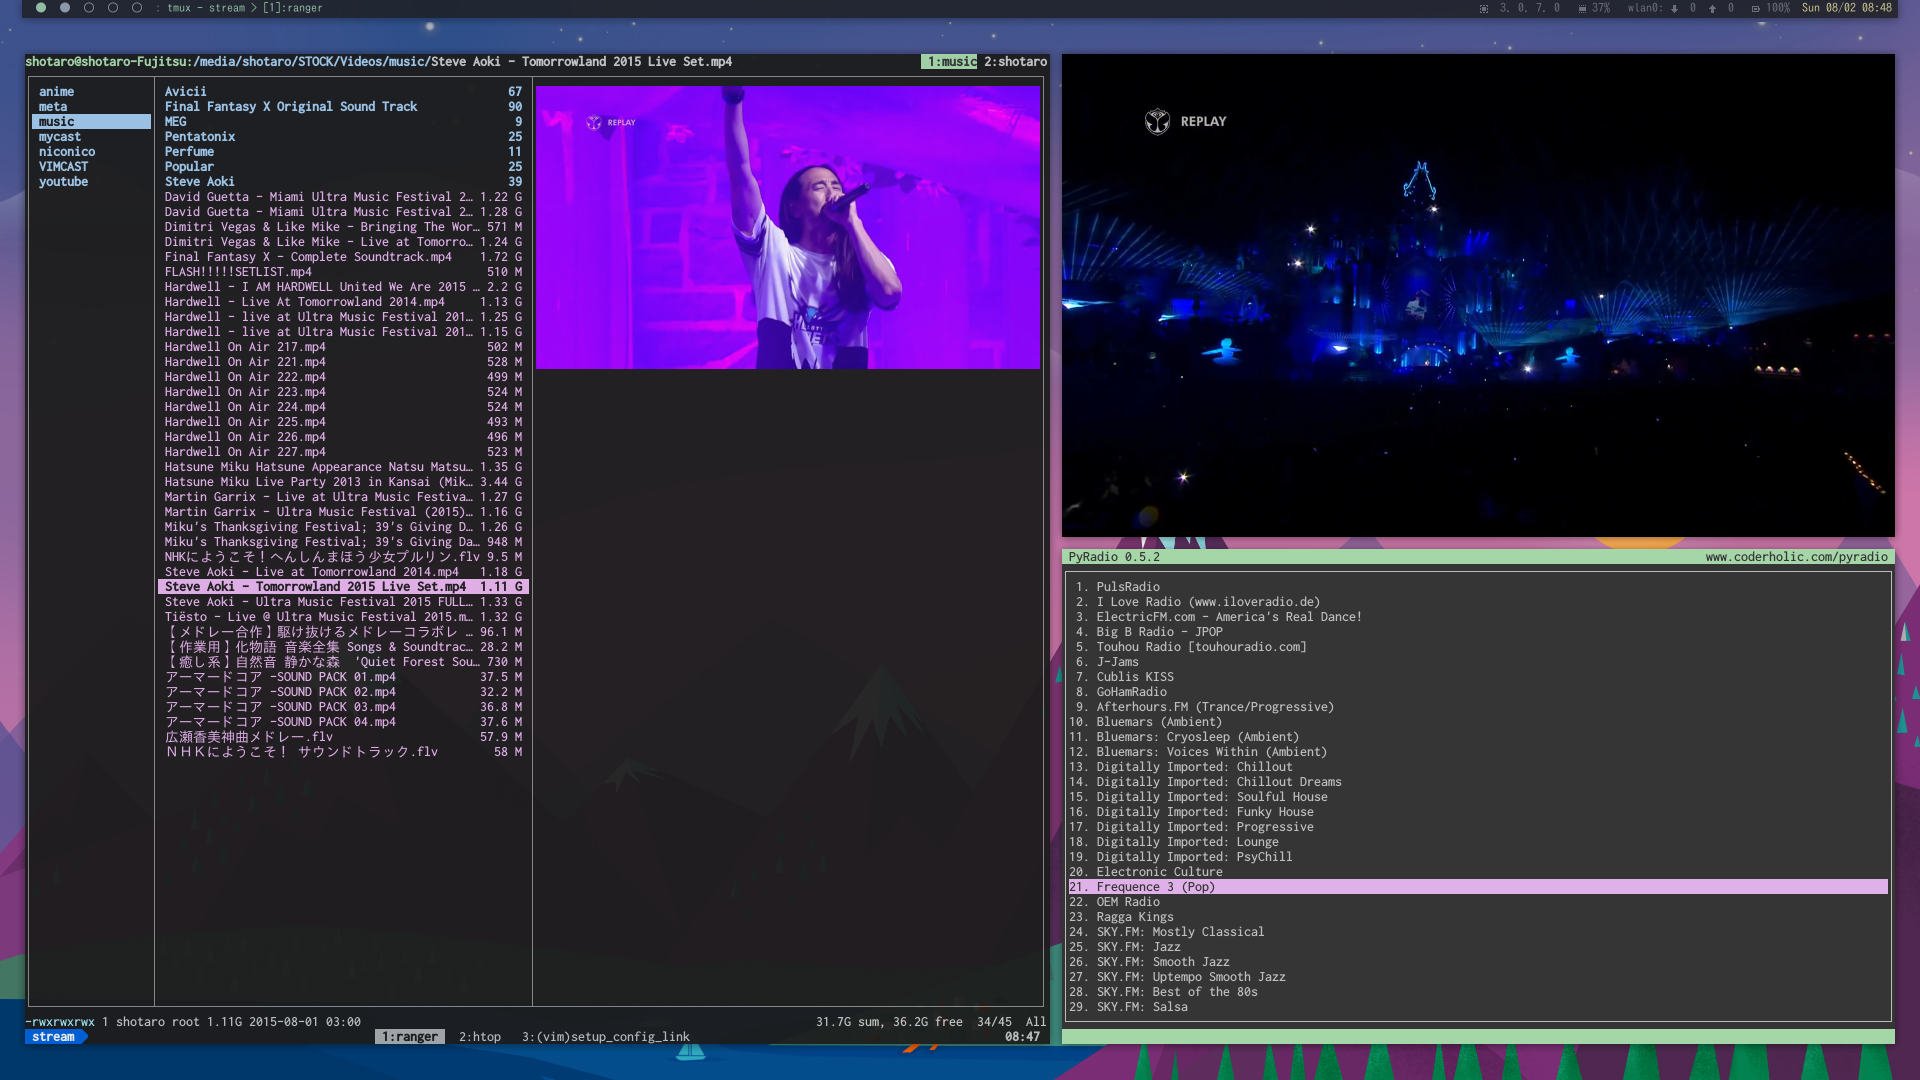 : tmux - stream > [1]:ranger
3, 0, 7, 0 37% wlan0: 0 0 100% Sun 08/02 08:48
shotaro@shotaro-Fujitsu:/media/shotaro/STOCK/Videos/music/Steve Aoki - Tomorrowland 2015 Live Set.mp4 1:music 2:shotaro
anime
meta
music
mycast
niconico
VIMCAST
youtube
Avicii 67
Final Fantasy X Original Sound Track 90
MEG 9
Pentatonix 25
Perfume 11
Popular 25
Steve Aoki 39
David Guetta - Miami Ultra Music Festival 2… 1.22 G
David Guetta - Miami Ultra Music Festival 2… 1.28 G
Dimitri Vegas & Like Mike - Bringing The Wor… 571 M
Dimitri Vegas & Like Mike - Live at Tomorro… 1.24 G
Final Fantasy X - Complete Soundtrack.mp4 1.72 G
FLASH!!!!!SETLIST.mp4 510 M
Hardwell - I AM HARDWELL United We Are 2015 … 2.2 G
Hardwell - Live At Tomorrowland 2014.mp4 1.13 G
Hardwell - live at Ultra Music Festival 201… 1.25 G
Hardwell - live at Ultra Music Festival 201… 1.15 G
Hardwell On Air 217.mp4 502 M
Hardwell On Air 221.mp4 528 M
Hardwell On Air 222.mp4 499 M
Hardwell On Air 223.mp4 524 M
Hardwell On Air 224.mp4 524 M
Hardwell On Air 225.mp4 493 M
Hardwell On Air 226.mp4 496 M
Hardwell On Air 227.mp4 523 M
Hatsune Miku Hatsune Appearance Natsu Matsu… 1.35 G
Hatsune Miku Live Party 2013 in Kansai (Mik… 3.44 G
Martin Garrix - Live at Ultra Music Festiva… 1.27 G
Martin Garrix - Ultra Music Festival (2015)… 1.16 G
Miku's Thanksgiving Festival; 39's Giving D… 1.26 G
Miku's Thanksgiving Festival; 39's Giving Da… 948 M
NHKにようこそ！へんしんまほう少女プルリン.flv 9.5 M
Steve Aoki - Live at Tomorrowland 2014.mp4 1.18 G
Steve Aoki - Tomorrowland 2015 Live Set.mp4 1.11 G
Steve Aoki - Ultra Music Festival 2015 FULL… 1.33 G
Tiësto - Live @ Ultra Music Festival 2015.m… 1.32 G
【メドレー合作】駆け抜けるメドレーコラボレ … 96.1 M
【作業用】化物語 音楽全集 Songs & Soundtrac… 28.2 M
【癒し系】自然音 静かな森 'Quiet Forest Sou… 730 M
アーマードコア -SOUND PACK 01.mp4 37.5 M
アーマードコア -SOUND PACK 02.mp4 32.2 M
アーマードコア -SOUND PACK 03.mp4 36.8 M
アーマードコア -SOUND PACK 04.mp4 37.6 M
広瀬香美神曲メドレー.flv 57.9 M
ＮＨＫにようこそ！ サウンドトラック.flv 58 M
REPLAY
-rwxrwxrwx 1 shotaro root 1.11G 2015-08-01 03:00 31.7G sum, 36.2G free 34/45 All
stream 1:ranger 2:htop 3:(vim)setup_config_link 08:47
REPLAY
PyRadio 0.5.2 www.coderholic.com/pyradio
1. PulsRadio
2. I Love Radio (www.iloveradio.de)
3. ElectricFM.com - America's Real Dance!
4. Big B Radio - JPOP
5. Touhou Radio [touhouradio.com]
6. J-Jams
7. Cublis KISS
8. GoHamRadio
9. Afterhours.FM (Trance/Progressive)
10. Bluemars (Ambient)
11. Bluemars: Cryosleep (Ambient)
12. Bluemars: Voices Within (Ambient)
13. Digitally Imported: Chillout
14. Digitally Imported: Chillout Dreams
15. Digitally Imported: Soulful House
16. Digitally Imported: Funky House
17. Digitally Imported: Progressive
18. Digitally Imported: Lounge
19. Digitally Imported: PsyChill
20. Electronic Culture
21. Frequence 3 (Pop)
22. OEM Radio
23. Ragga Kings
24. SKY.FM: Mostly Classical
25. SKY.FM: Jazz
26. SKY.FM: Smooth Jazz
27. SKY.FM: Uptempo Smooth Jazz
28. SKY.FM: Best of the 80s
29. SKY.FM: Salsa